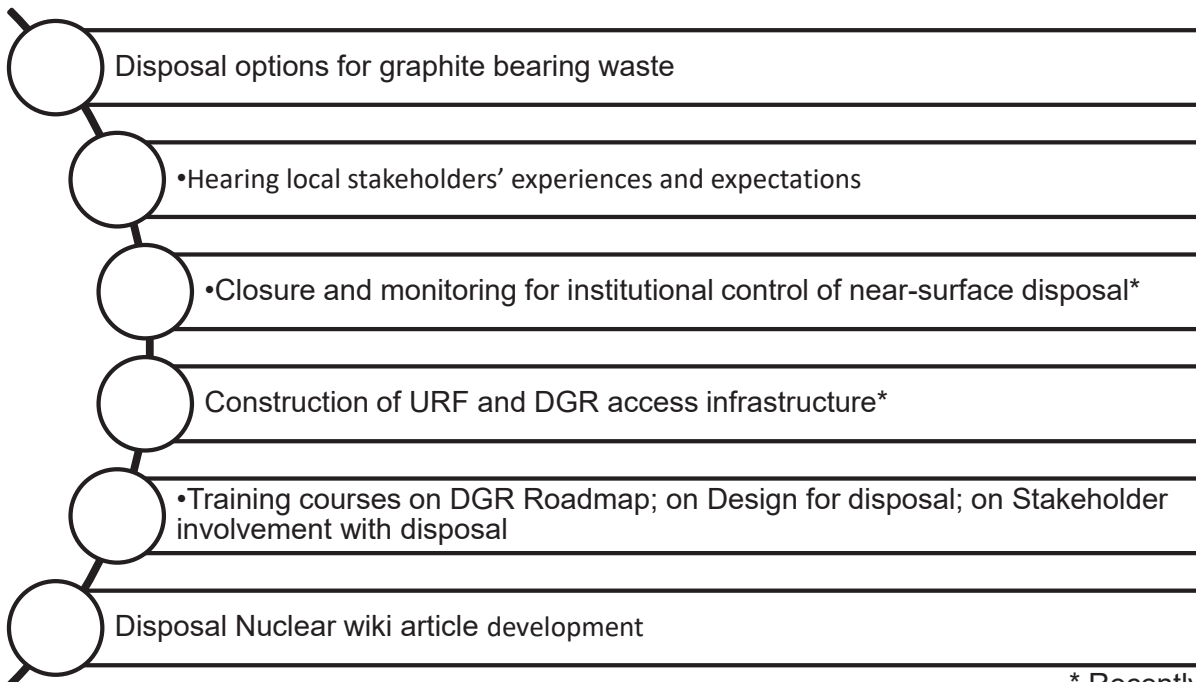 Disposal options for graphite bearing waste
•Hearing local stakeholders’ experiences and expectations
•Closure and monitoring for institutional control of near-surface disposal*
Construction of URF and DGR access infrastructure*
•Training courses on DGR Roadmap; on Design for disposal; on Stakeholder
involvement with disposal
Disposal Nuclear wiki article development
* Recently